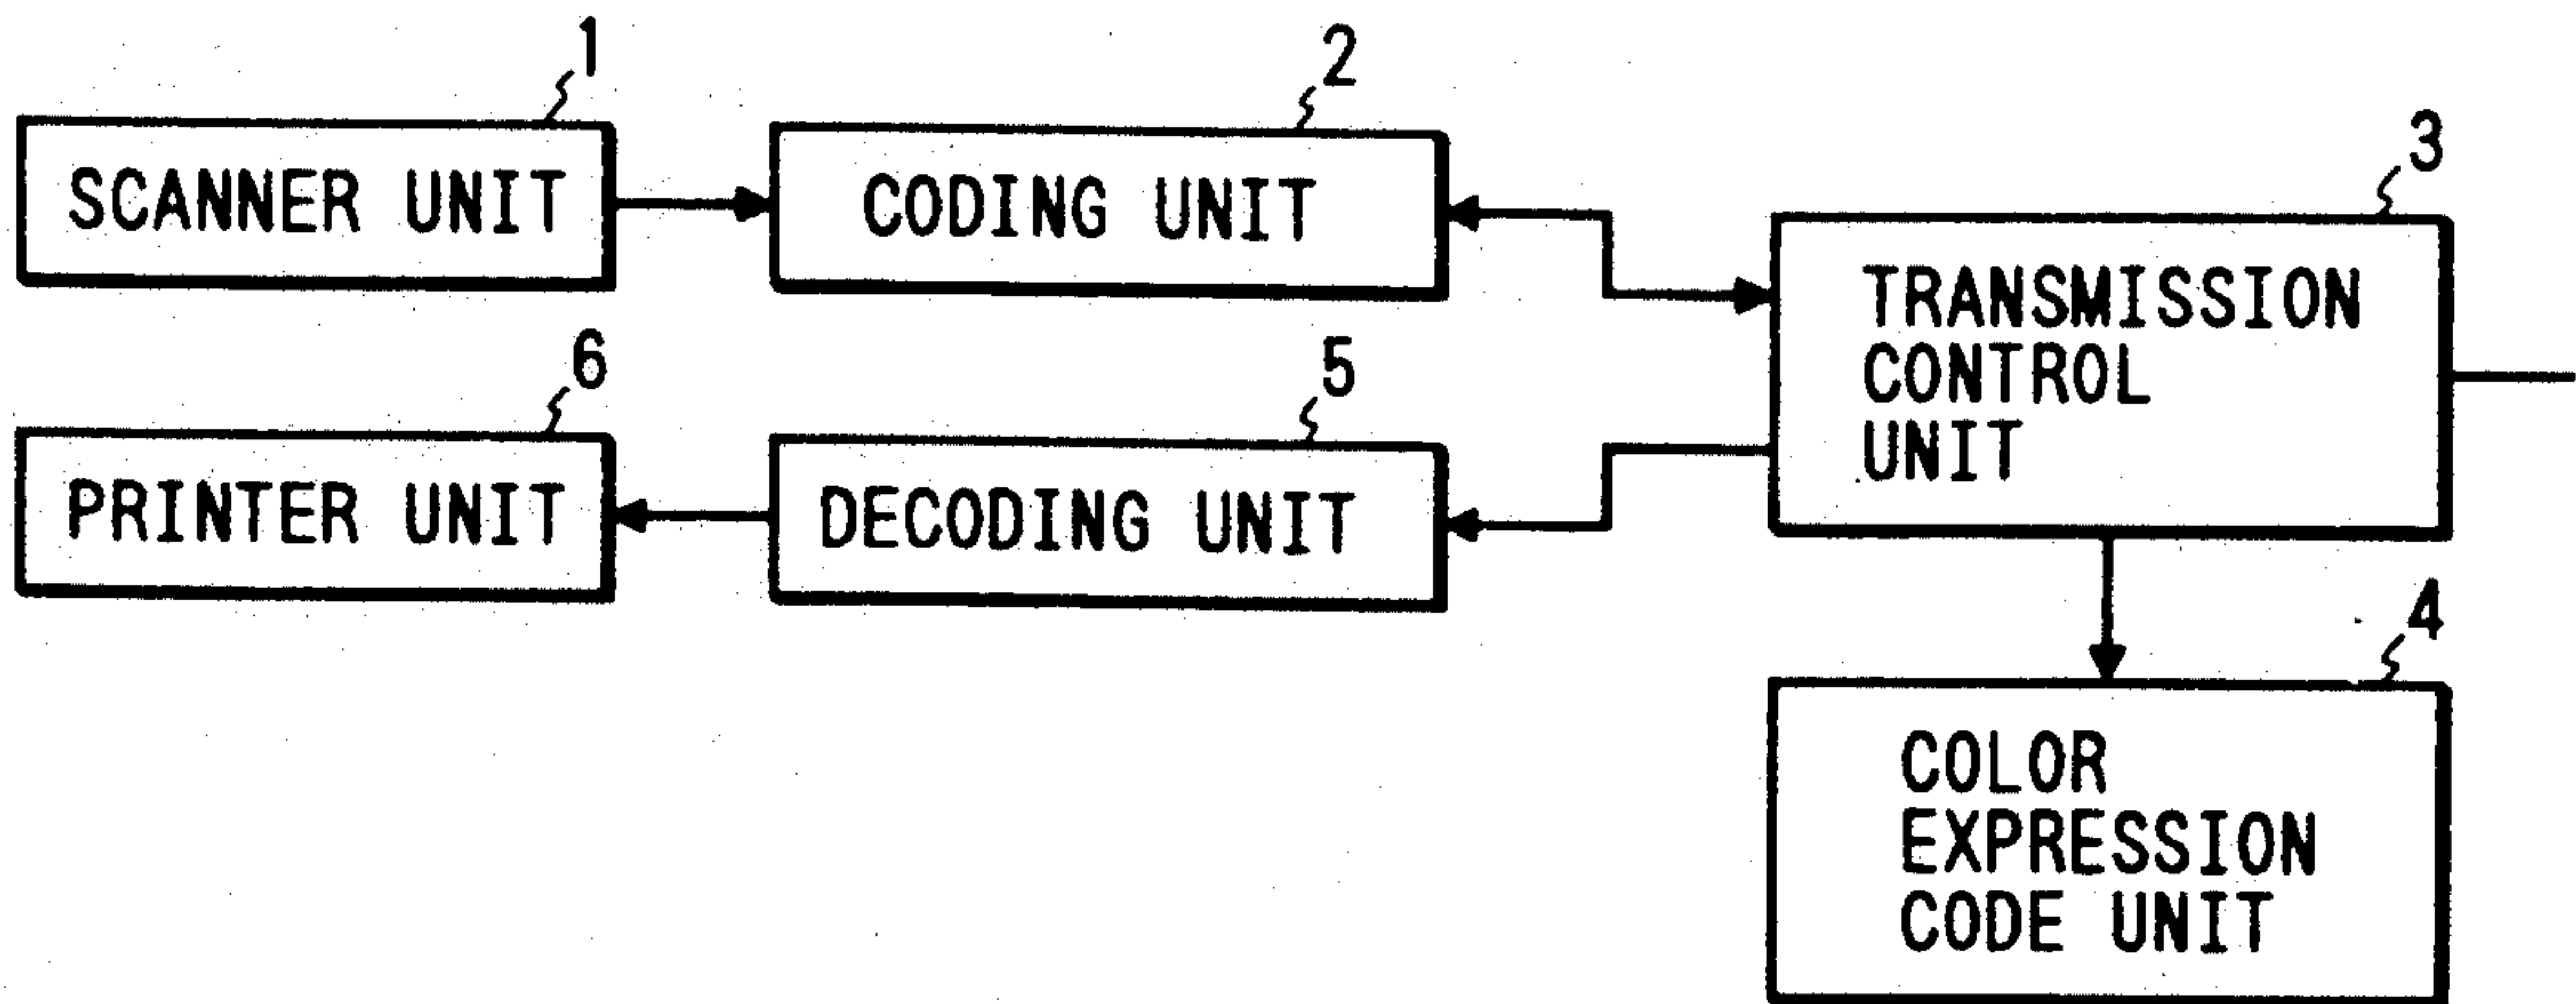 1
SCANNER UNIT
2
CODING UNIT
3
TRANSMISSION
CONTROL
UNIT
6
PRINTER UNIT
5
DECODING UNIT
4
COLOR
EXPRESSION
CODE UNIT